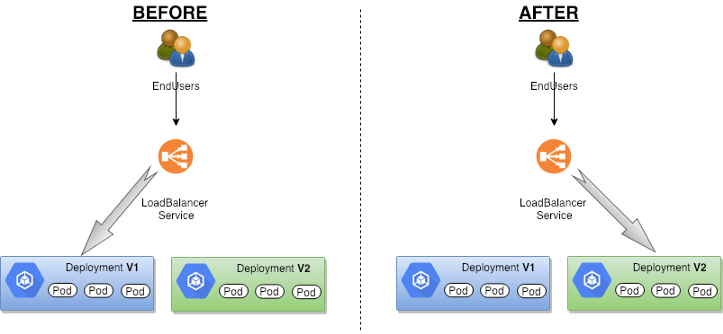 BEFORE
EndUsers
LoadBalancer
Service
Deployment V1
Pod Pod Pod
Deployment V2
Pod Pod Pod
AFTER
EndUsers
LoadBalancer
Service
Deployment V1
Pod Pod Pod
Deployment V2
Pod Pod Pod